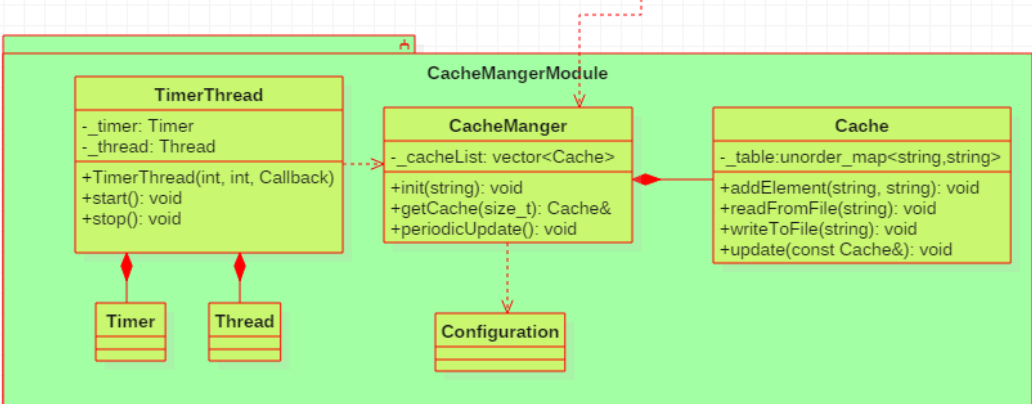 CacheMangerModule
TimerThread
-_timer: Timer
-_thread: Thread
+TimerThread(int, int, Callback)
+start(): void
+stop(): void
CacheManger
-_cacheList: vector<Cache>
+init(string): void
+getCache(size_t): Cache&
+periodicUpdate(): void
Cache
-_table:unorder_map<string,string>
+addElement(string, string): void
+readFromFile(string): void
+writeToFile(string): void
+update(const Cache&): void
Timer
Thread
Configuration